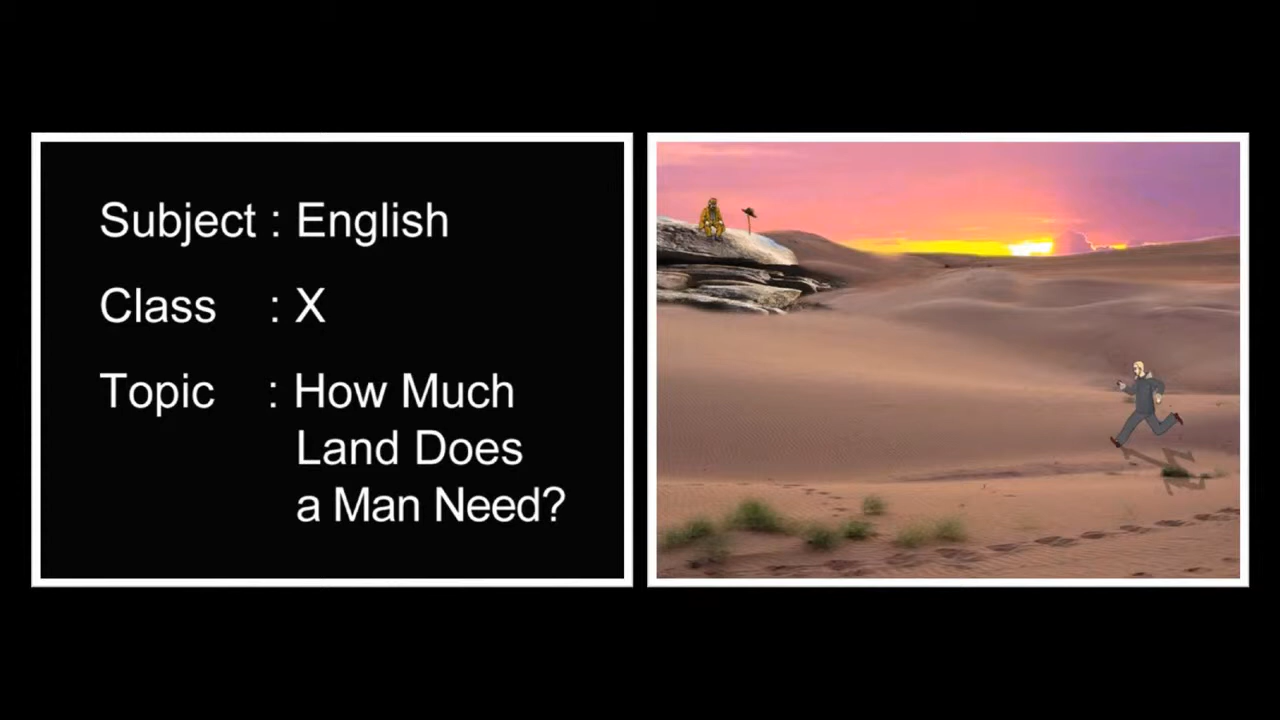 Subject : English
Class : X
Topic : How Much
Land Does
a Man Need?